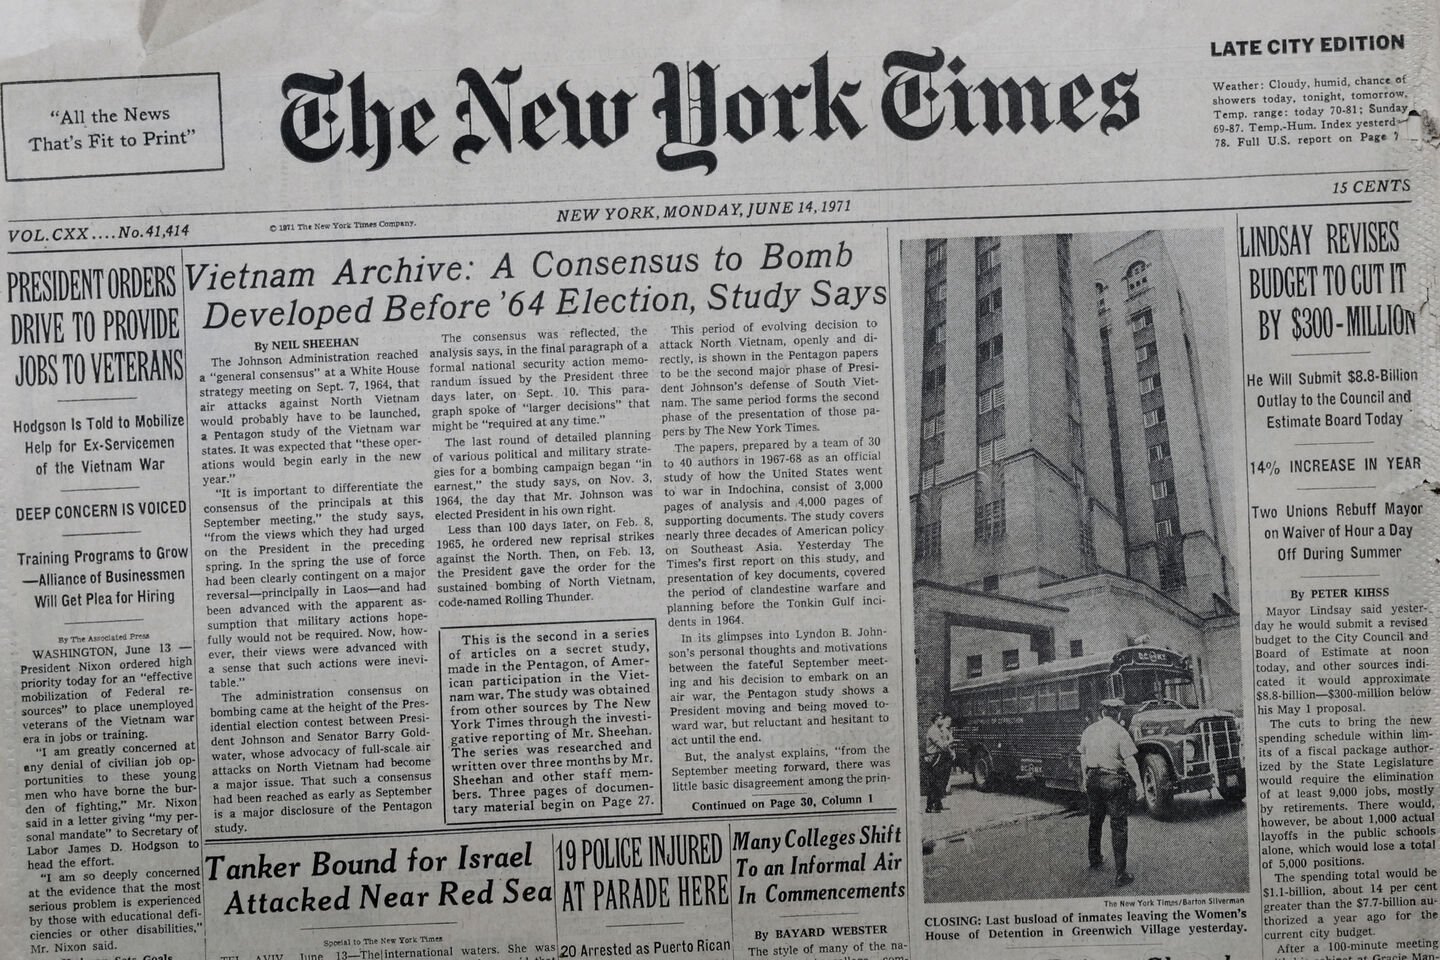 "All the News
That's Fit to Print"
The New York Times
LATE CITY EDITION
Weather: Cloudy, humid, chance of
showers today, tonight, tomorrow.
Temp. range: today 70-81; Sunday
69-87. Temp.-Hum. Index yesterd-
78. Full U.S. report on Page
VOL. CXX .... No. 41,414
© 1971 The New York Times Company.
NEW YORK, MONDAY, JUNE 14, 1971
15 CENTS
PRESIDENT ORDERS
DRIVE TO PROVIDE
JOBS TO VETERANS
Hodgson Is Told to Mobilize
Help for Ex-Servicemen
of the Vietnam War
DEEP CONCERN IS VOICED
Training Programs to Grow
—Alliance of Businessmen
Will Get Plea for Hiring
By The Associated Press
WASHINGTON, June 13 —
President Nixon ordered high
priority today for an "effective
mobilization of Federal re-
sources" to place unemployed
veterans of the Vietnam war
era in jobs or training.
"I am greatly concerned at
any denial of civilian job op-
portunities to these young
men who have borne the bur-
den of fighting," Mr. Nixon
said in a letter giving "my per-
sonal mandate" to Secretary of
Labor James D. Hodgson to
head the effort.
"I am so deeply concerned
at the evidence that the most
serious problem is experienced
by those with educational defi-
ciencies or other disabilities,"
Mr. Nixon said.
Vietnam Archive: A Consensus to Bomb
Developed Before '64 Election, Study Says
By NEIL SHEEHAN
The Johnson Administration reached
a "general consensus" at a White House
strategy meeting on Sept. 7, 1964, that
air attacks against North Vietnam
would probably have to be launched,
a Pentagon study of the Vietnam war
states. It was expected that "these oper-
ations would begin early in the new
year."
"It is important to differentiate the
consensus of the principals at this
September meeting," the study says,
"from the views which they had urged
on the President in the preceding
spring. In the spring the use of force
had been clearly contingent on a major
reversal—principally in Laos—and had
been advanced with the apparent as-
sumption that military actions hope-
fully would not be required. Now, how-
ever, their views were advanced with
a sense that such actions were inevi-
table."
The administration consensus on
bombing came at the height of the Pres-
idential election contest between Presi-
dent Johnson and Senator Barry Gold-
water, whose advocacy of full-scale air
attacks on North Vietnam had become
a major issue. That such a consensus
had been reached as early as September
is a major disclosure of the Pentagon
study.
The consensus was reflected, the
analysis says, in the final paragraph of a
formal national security action memo-
randum issued by the President three
days later, on Sept. 10. This para-
graph spoke of "larger decisions" that
might be "required at any time."
The last round of detailed planning
of various political and military strate-
gies for a bombing campaign began "in
earnest," the study says, on Nov. 3,
1964, the day that Mr. Johnson was
elected President in his own right.
Less than 100 days later, on Feb. 8,
1965, he ordered new reprisal strikes
against the North. Then, on Feb. 13,
the President gave the order for the
sustained bombing of North Vietnam,
code-named Rolling Thunder.
This is the second in a series
of articles on a secret study,
made in the Pentagon, of Amer-
ican participation in the Viet-
nam war. The study was obtained
from other sources by The New
York Times through the investi-
gative reporting of Mr. Sheehan.
The series was researched and
written over three months by Mr.
Sheehan and other staff mem-
bers. Three pages of documen-
tary material begin on Page 27.
This period of evolving decision to
attack North Vietnam, openly and di-
rectly, is shown in the Pentagon papers
to be the second major phase of Presi-
dent Johnson's defense of South Viet-
nam. The same period forms the second
phase of the presentation of those pa-
pers by The New York Times.
The papers, prepared by a team of 30
to 40 authors in 1967-68 as an official
study of how the United States went
to war in Indochina, consist of 3,000
pages of analysis and 4,000 pages of
supporting documents. The study covers
nearly three decades of American policy
on Southeast Asia. Yesterday The
Times's first report on this study, and
presentation of key documents, covered
the period of clandestine warfare and
planning before the Tonkin Gulf inci-
dents in 1964.
In its glimpses into Lyndon B. John-
son's personal thoughts and motivations
between the fateful September meet-
ing and his decision to embark on an
air war, the Pentagon study shows a
President moving and being moved to-
ward war, but reluctant and hesitant to
act until the end.
But, the analyst explains, "from the
September meeting forward, there was
little basic disagreement among the prin-
Continued on Page 30, Column 1
The New York Times/Barton Silverman
CLOSING: Last busload of inmates leaving the Women's
House of Detention in Greenwich Village yesterday.
LINDSAY REVISES
BUDGET TO CUT IT
BY $300-MILLION
He Will Submit $8.8-Billion
Outlay to the Council and
Estimate Board Today
14% INCREASE IN YEAR
Two Unions Rebuff Mayor
on Waiver of Hour a Day
Off During Summer
By PETER KIHSS
Mayor Lindsay said yester-
day he would submit a revised
budget to the City Council and
Board of Estimate at noon
today, and other sources indi-
cated it would approximate
$8.8-billion—$300-million below
his May 1 proposal.
The cuts to bring the new
spending schedule within lim-
its of a fiscal package author-
ized by the State Legislature
would require the elimination
of at least 9,000 jobs, mostly
by retirements. There would,
however, be about 1,000 actual
layoffs in the public schools
alone, which would lose a total
of 5,000 positions.
The spending total would be
$1.1-billion, about 14 per cent
greater than the $7.7-billion au-
thorized a year ago for the
current city budget.
After a 100-minute meeting
Tanker Bound for Israel
Attacked Near Red Sea
Special to The New York Times
TEL AVIV, June 13—The
international waters. She was
19 POLICE INJURED
AT PARADE HERE
20 Arrested as Puerto Rican
Many Colleges Shift
To an Informal Air
In Commencements
By BAYARD WEBSTER
The style of many of the na-